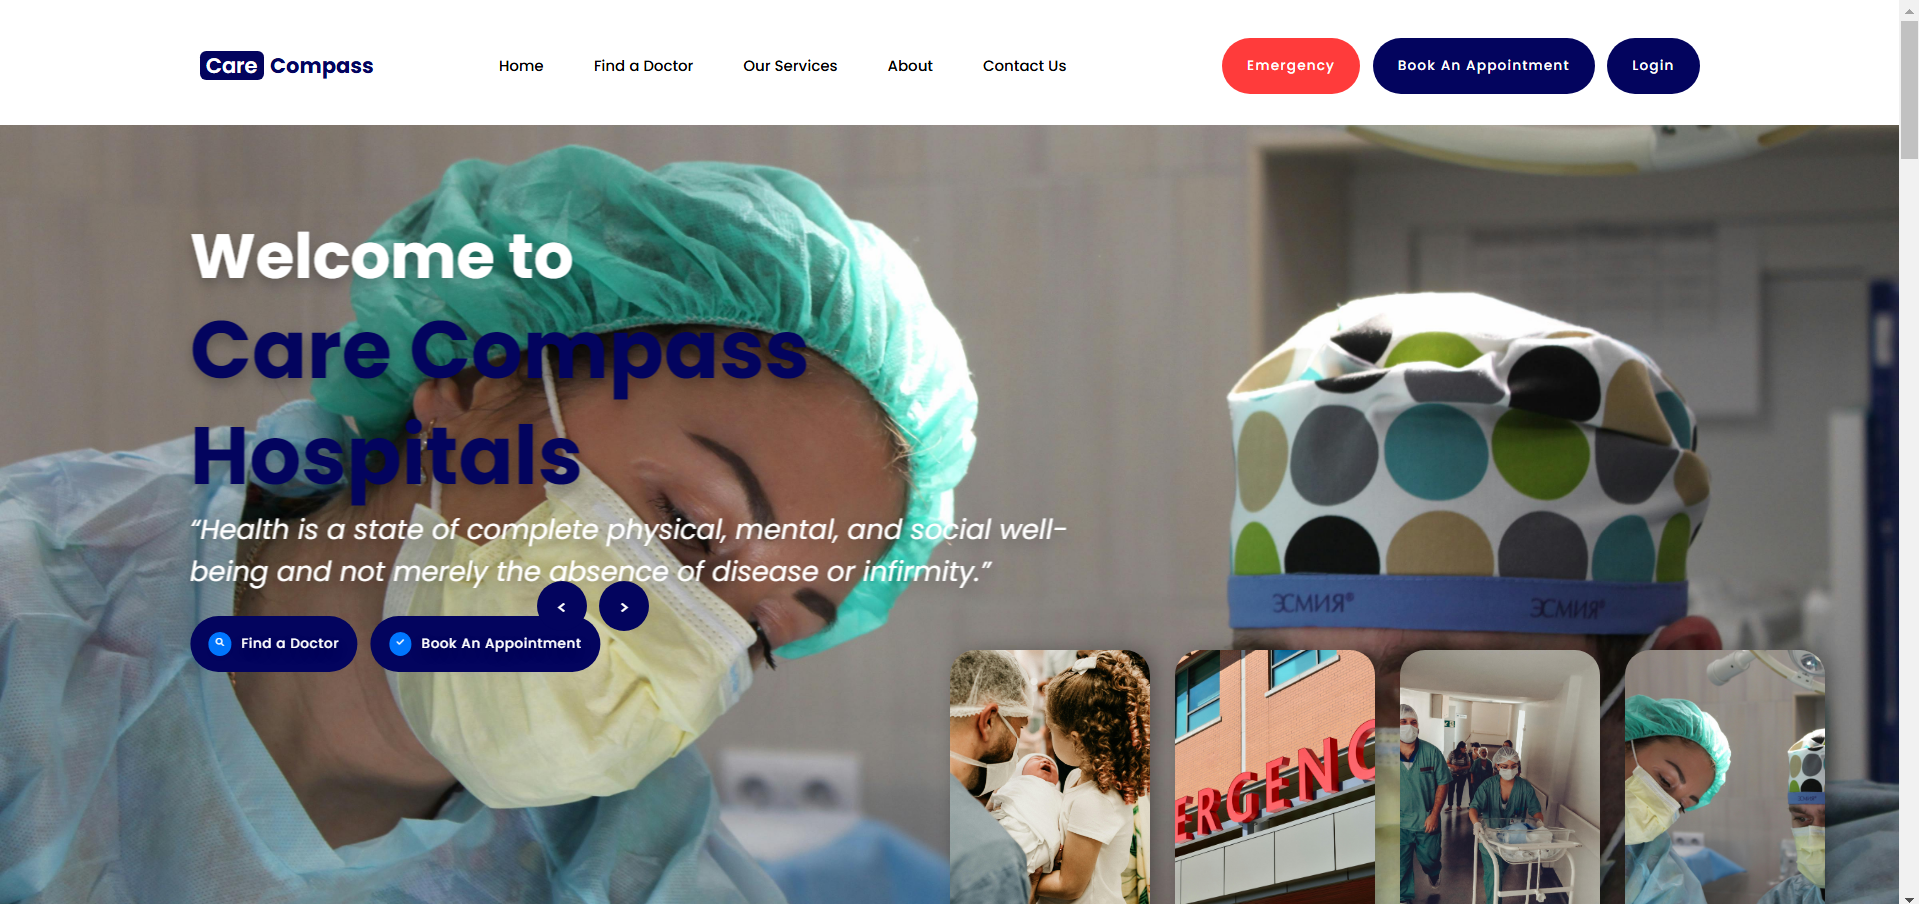 Care Compass
Home
Find a Doctor
Our Services
About
Contact Us
Emergency
Book An Appointment
Login
Welcome to
Care Compass
Hospitals
“Health is a state of complete physical, mental, and social well-
being and not merely the absence of disease or infirmity.”
<
>
Find a Doctor
Book An Appointment
ЭСМИЯ®
ЭСМИЯ®
ERGENC